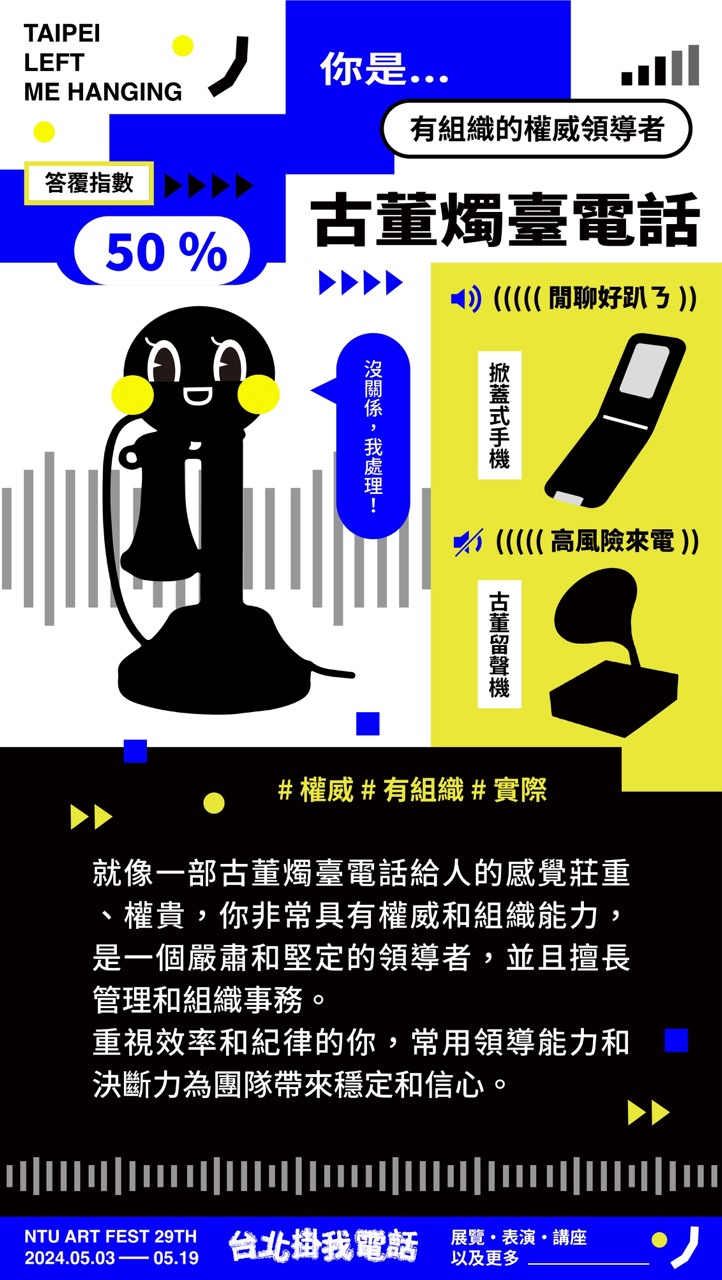 TAIPEI
LEFT
ME HANGING
你是...
有組織的權威領導者
答覆指數
50 %
古董燭臺電話
沒關係，我處理！
((((( 閒聊好趴ㄋ ))
掀蓋式手機
((((( 高風險來電 ))
古董留聲機
# 權威 # 有組織 # 實際
就像一部古董燭臺電話給人的感覺莊重
、權貴，你非常具有權威和組織能力，
是一個嚴肅和堅定的領導者，並且擅長
管理和組織事務。
重視效率和紀律的你，常用領導能力和
決斷力為團隊帶來穩定和信心。
NTU ART FEST 29TH
2024.05.03 — 05.19
台北掛我電話
展覽・表演・講座
以及更多 ________